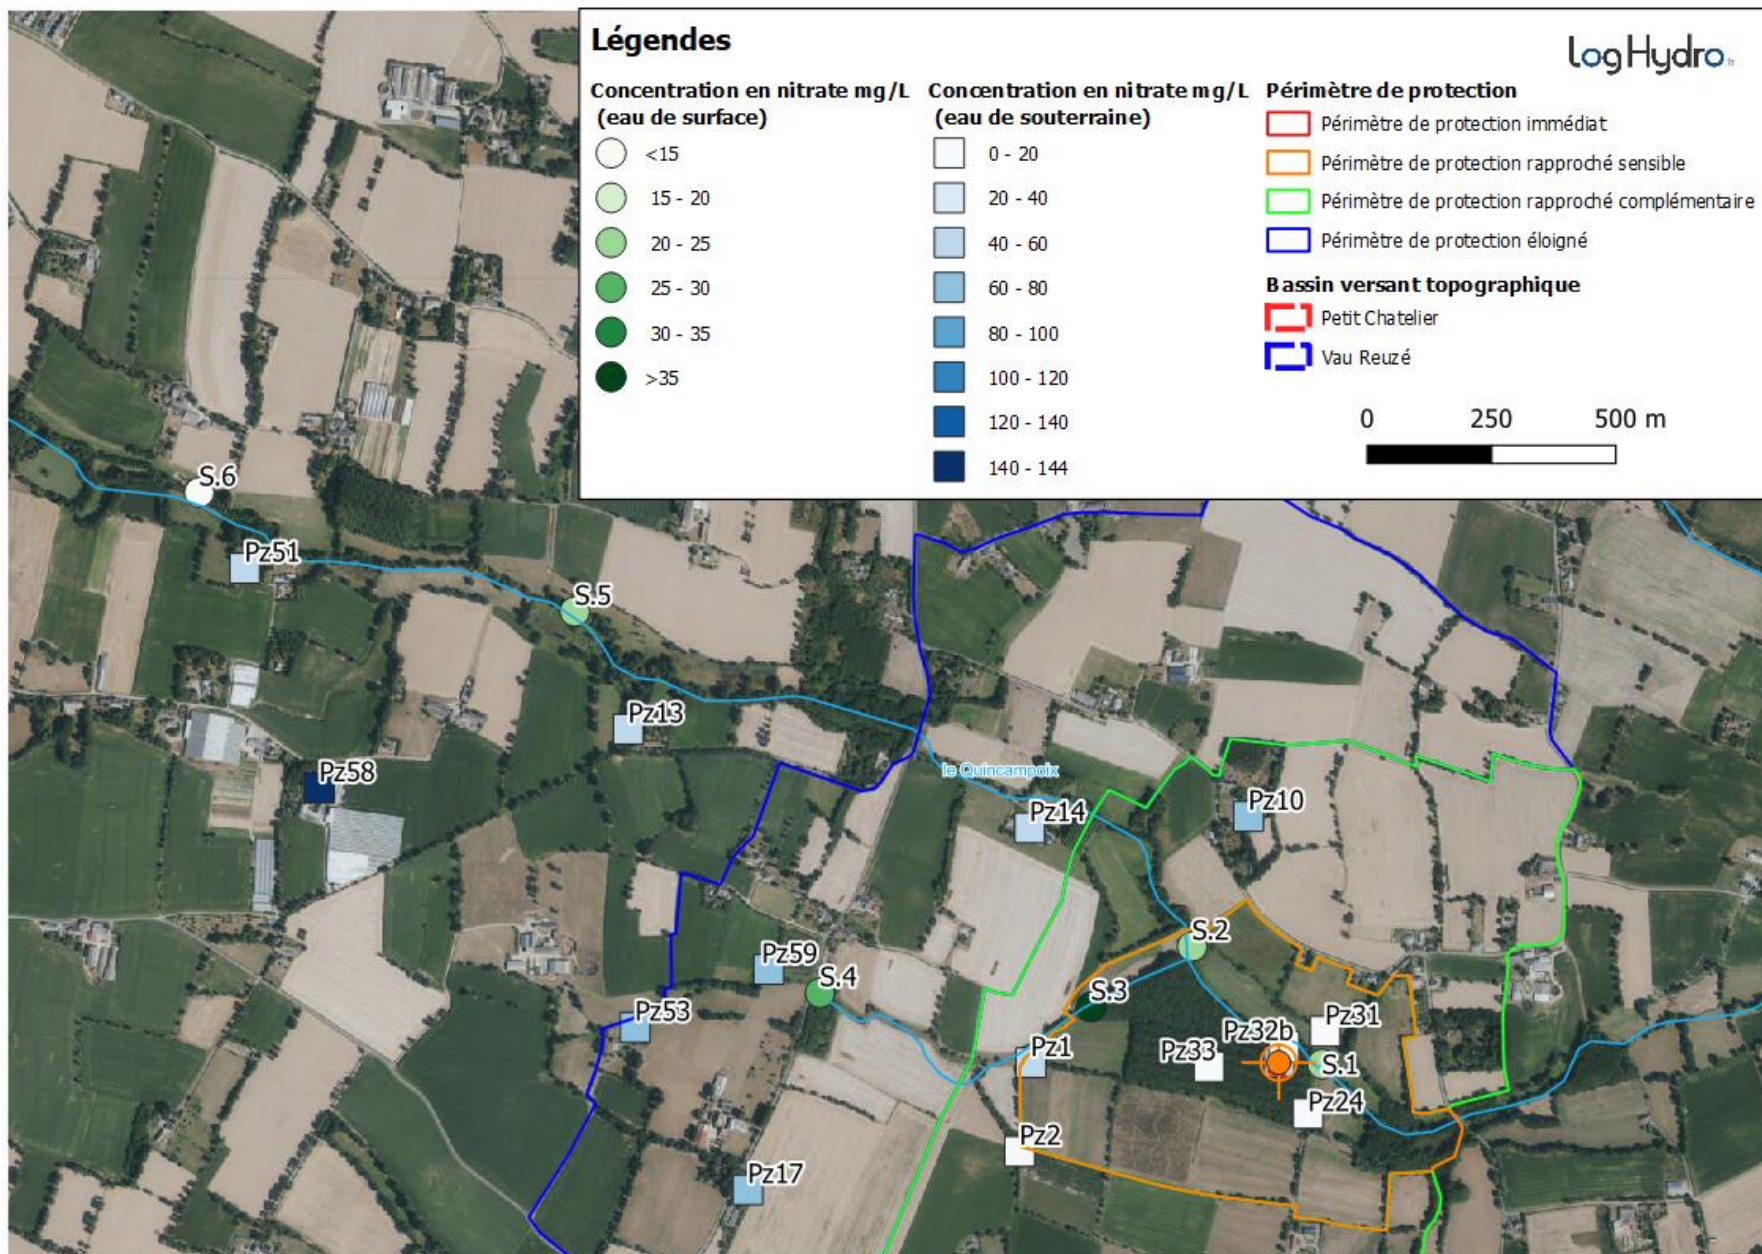 Légendes
logHydro.fr
Concentration en nitrate mg/L
(eau de surface)
<15
15 - 20
20 - 25
25 - 30
30 - 35
>35
Concentration en nitrate mg/L
(eau de souterraine)
0 - 20
20 - 40
40 - 60
60 - 80
80 - 100
100 - 120
120 - 140
140 - 144
Périmètre de protection
Périmètre de protection immédiat
Périmètre de protection rapproché sensible
Périmètre de protection rapproché complémentaire
Périmètre de protection éloigné
Bassin versant topographique
Petit Chatelier
Vau Reuzé
0 250 500 m
S.6
Pz51
S.5
Pz13
Pz58
le Quincampoix
Pz14
Pz10
S.2
Pz59
S.4
S.3
Pz53
Pz31
Pz32b
Pz1
Pz33
S.1
Pz24
Pz2
Pz17